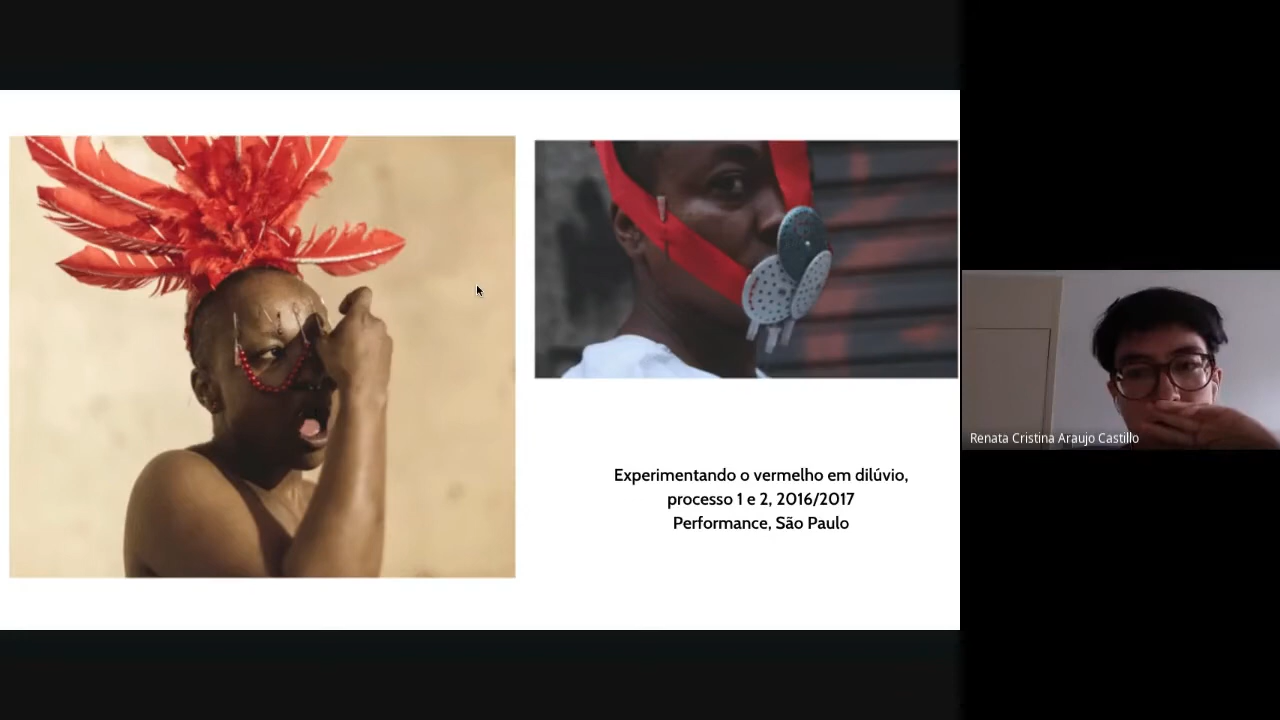 Experimentando o vermelho em dilúvio,
processo 1 e 2, 2016/2017
Performance, São Paulo
Renata Cristina Araujo Castillo